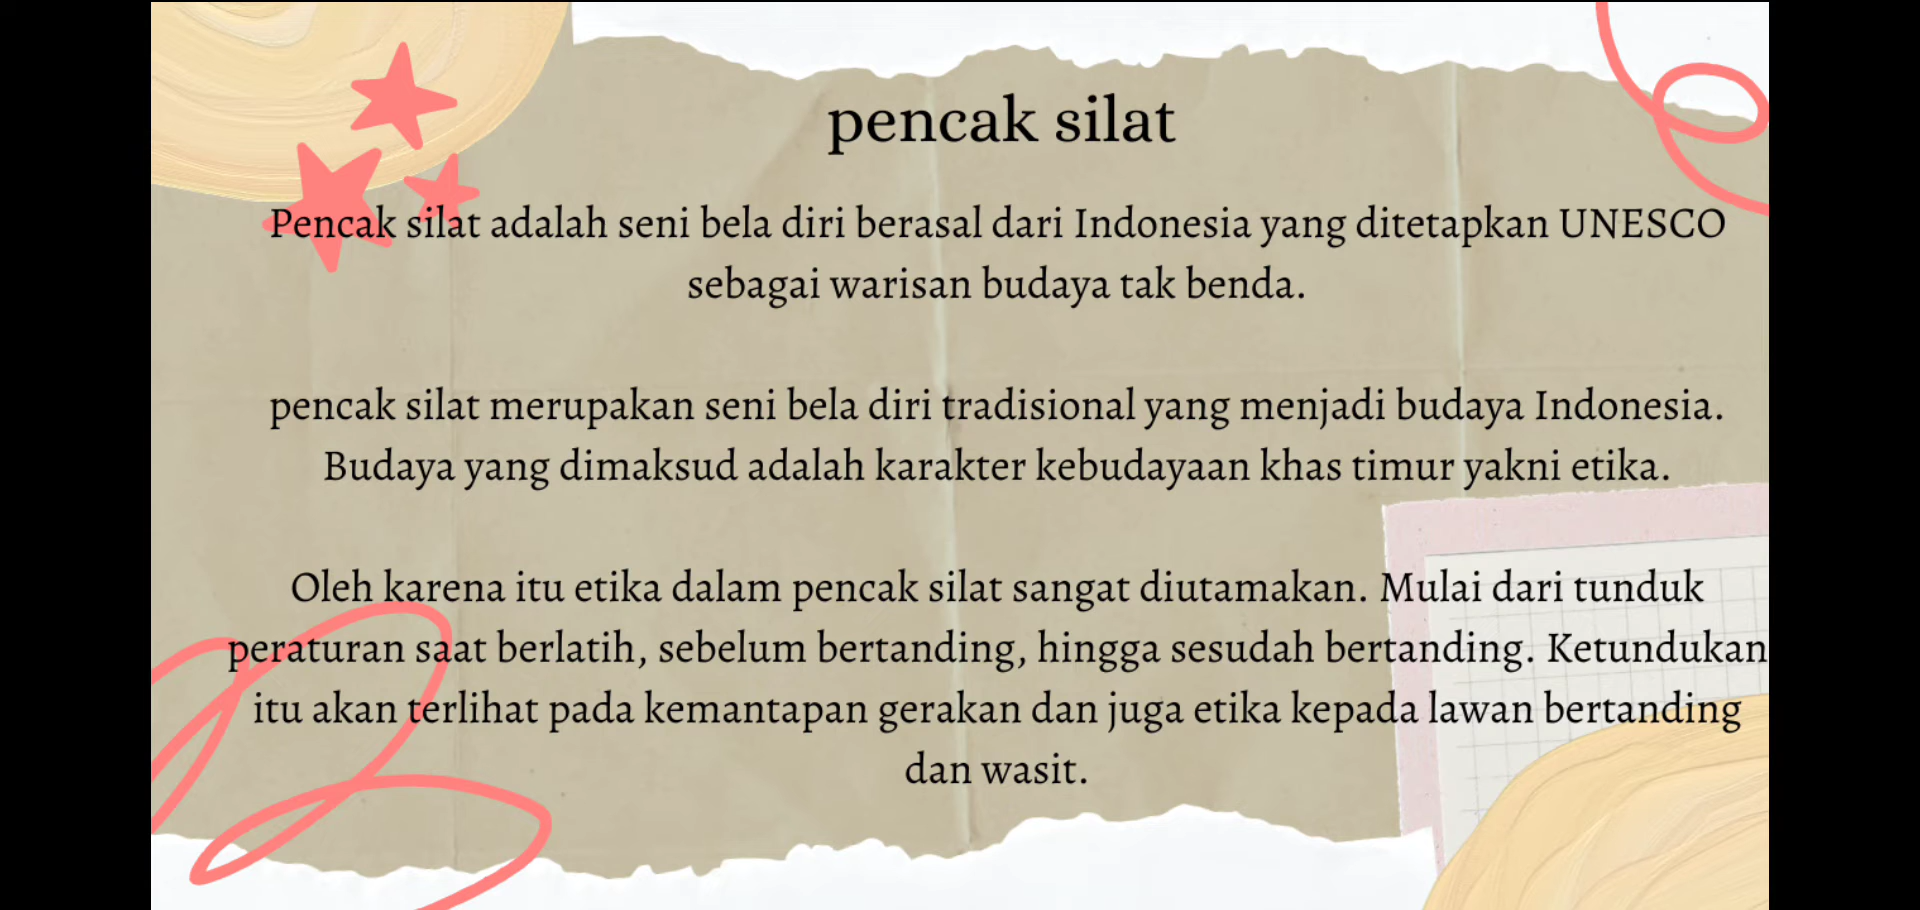 pencak silat
Pencak silat adalah seni bela diri berasal dari Indonesia yang ditetapkan UNESCO
sebagai warisan budaya tak benda.
pencak silat merupakan seni bela diri tradisional yang menjadi budaya Indonesia.
Budaya yang dimaksud adalah karakter kebudayaan khas timur yakni etika.
Oleh karena itu etika dalam pencak silat sangat diutamakan. Mulai dari tunduk
peraturan saat berlatih, sebelum bertanding, hingga sesudah bertanding. Ketundukan
itu akan terlihat pada kemantapan gerakan dan juga etika kepada lawan bertanding
dan wasit.